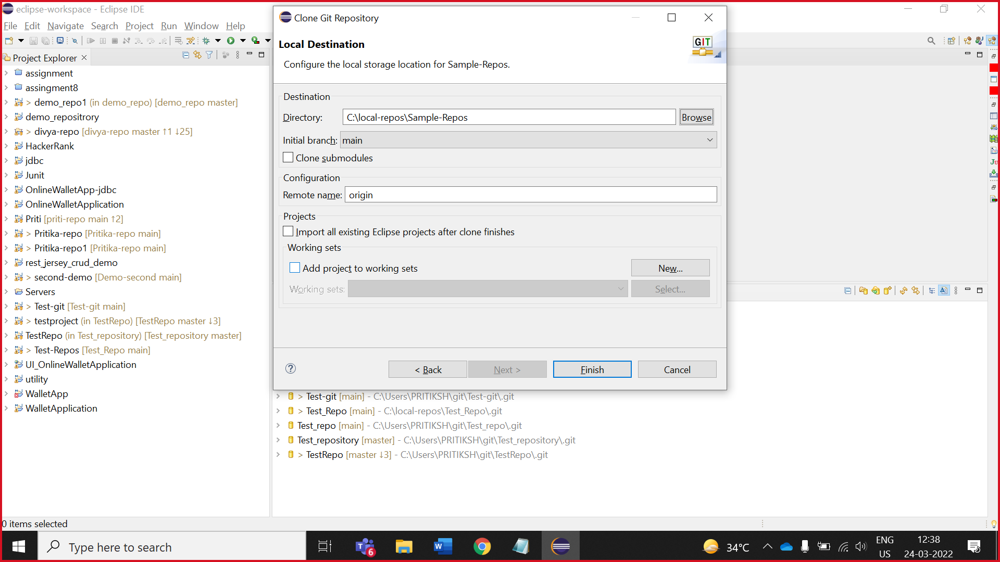 eclipse-workspace - Eclipse IDE
File Edit Navigate Search Project Run Window Help
Project Explorer
assignment
assingment8
> demo_repo1 (in demo_repo) [demo_repo master]
demo_repositrory
> divya-repo [divya-repo master ↑1 ↓25]
HackerRank
jdbc
Junit
OnlineWalletApp-jdbc
OnlineWalletApplication
Priti [priti-repo main ↑2]
> Pritika-repo [Pritika-repo main]
> Pritika-repo1 [Pritika-repo main]
rest_jersey_crud_demo
> second-demo [Demo-second main]
Servers
> Test-git [Test-git main]
> testproject (in TestRepo) [TestRepo master ↓3]
TestRepo (in Test_repository) [Test_repository master]
> Test-Repos [Test_Repo main]
UI_OnlineWalletApplication
utility
WalletApp
WalletApplication
Clone Git Repository
Local Destination
GIT
Configure the local storage location for Sample-Repos.
Destination
Directory: C:\local-repos\Sample-Repos Browse
Initial branch: main
Clone submodules
Configuration
Remote name: origin
Projects
Import all existing Eclipse projects after clone finishes
Working sets
Add project to working sets New...
Working sets: Select...
< Back Next > Finish Cancel
> Test-git [main] - C:\Users\PRITIKSH\git\Test-git\.git
> Test_Repo [main] - C:\local-repos\Test_Repo\.git
Test_repo [main] - C:\Users\PRITIKSH\git\Test_repo\.git
Test_repository [master] - C:\Users\PRITIKSH\git\Test_repository\.git
> TestRepo [master ↓3] - C:\Users\PRITIKSH\git\TestRepo\.git
Ju
0 items selected
Type here to search
6
34°C
ENG
US
12:38
24-03-2022